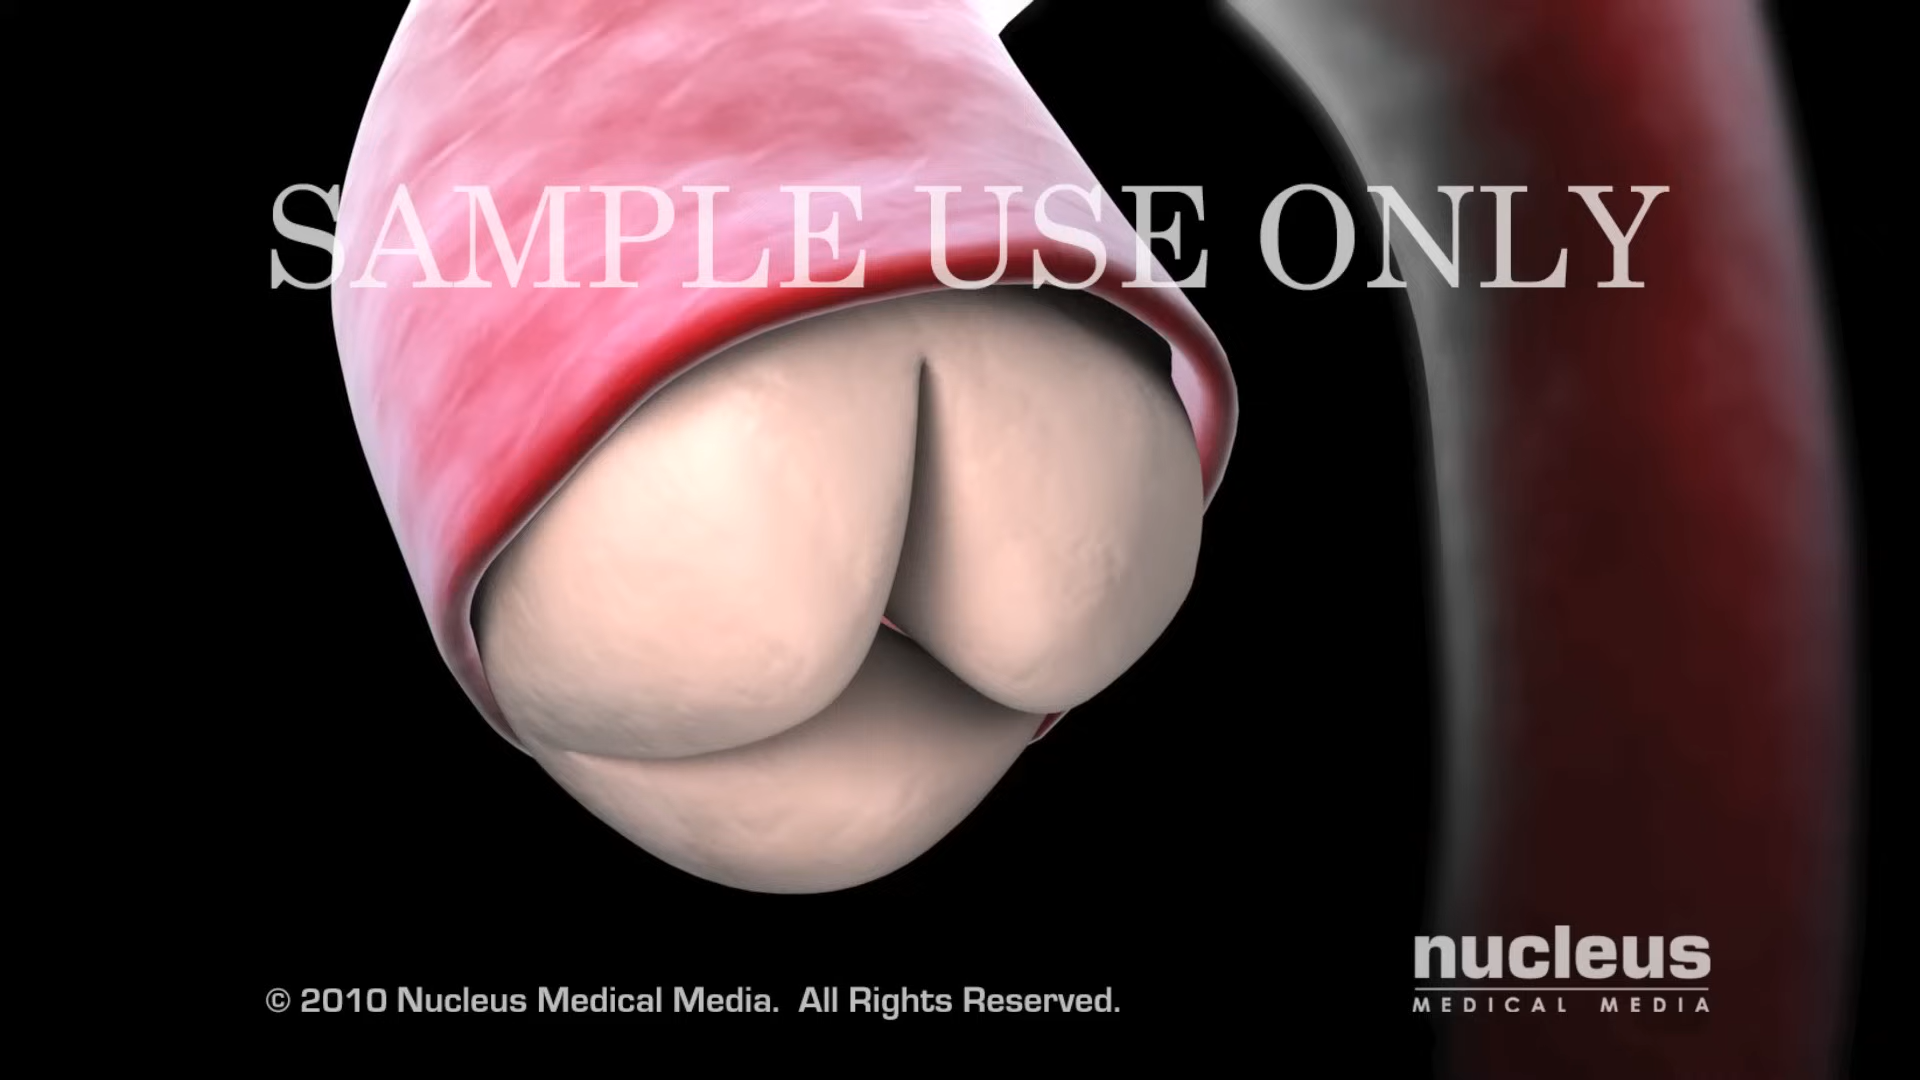 SAMPLE USE ONLY
© 2010 Nucleus Medical Media. All Rights Reserved.
nucleus
MEDICAL MEDIA